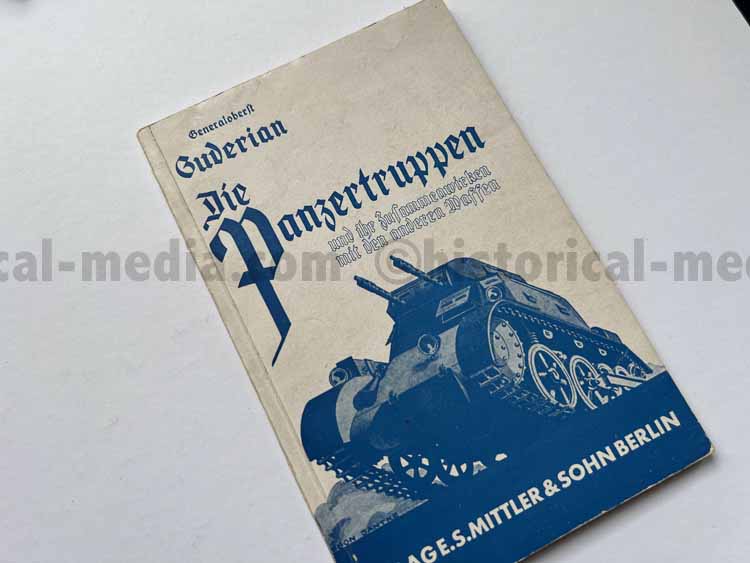 Generaloberst
Guderian
Die
Panzertruppen
und ihr Zusammenwirken
mit den anderen Waffen
cal-media.com ©historical-me
AG E.S. MITTLER & SOHN BERLIN